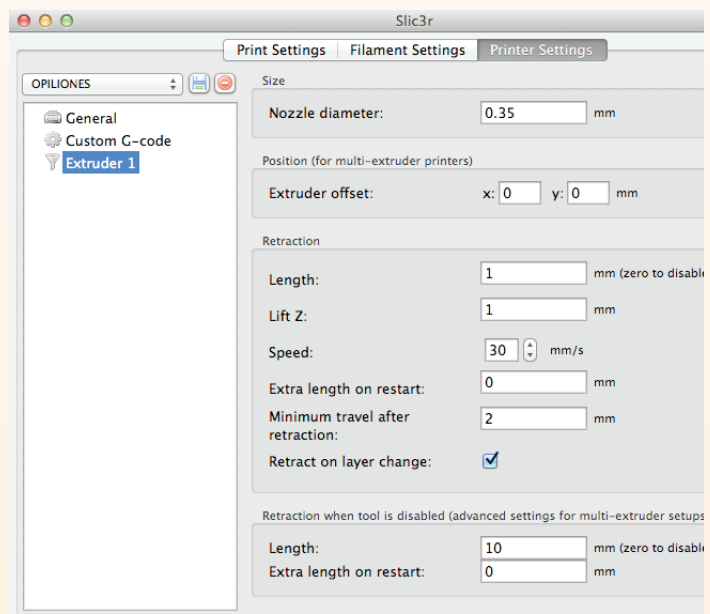 Slic3r
Print Settings Filament Settings Printer Settings
OPILIONES
General
Custom G-code
Extruder 1
Size
Nozzle diameter: 0.35 mm
Position (for multi-extruder printers)
Extruder offset: x: 0 y: 0 mm
Retraction
Length: 1 mm (zero to disable
Lift Z: 1 mm
Speed: 30 mm/s
Extra length on restart: 0 mm
Minimum travel after
retraction: 2 mm
Retract on layer change:
Retraction when tool is disabled (advanced settings for multi-extruder setups
Length: 10 mm (zero to disable
Extra length on restart: 0 mm